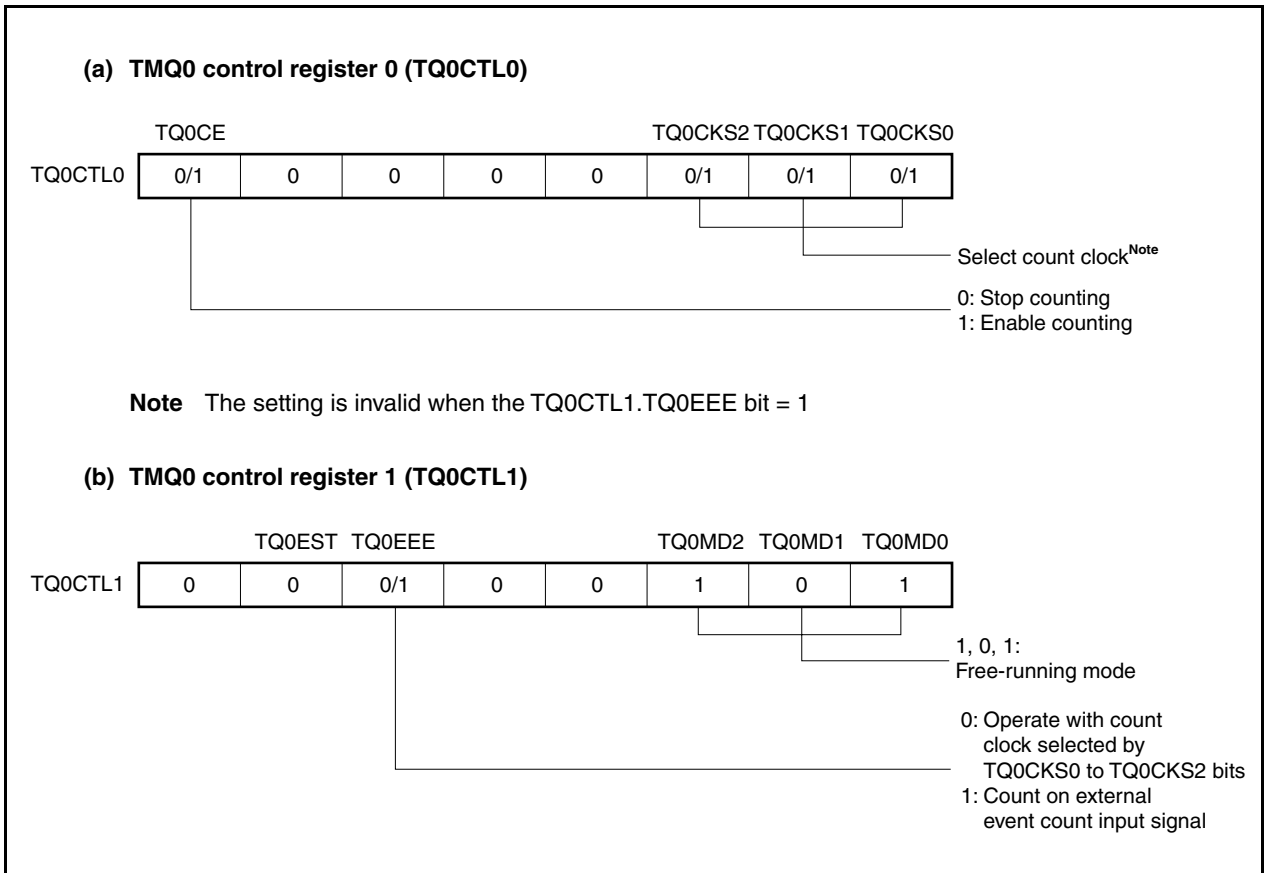 (a) TMQ0 control register 0 (TQ0CTL0)
TQ0CE TQ0CKS2 TQ0CKS1 TQ0CKS0
TQ0CTL0 0/1 0 0 0 0 0/1 0/1 0/1
Select count clockNote
0: Stop counting
1: Enable counting
Note The setting is invalid when the TQ0CTL1.TQ0EEE bit = 1
(b) TMQ0 control register 1 (TQ0CTL1)
TQ0EST TQ0EEE TQ0MD2 TQ0MD1 TQ0MD0
TQ0CTL1 0 0 0/1 0 0 1 0 1
1, 0, 1:
Free-running mode
0: Operate with count
clock selected by
TQ0CKS0 to TQ0CKS2 bits
1: Count on external
event count input signal